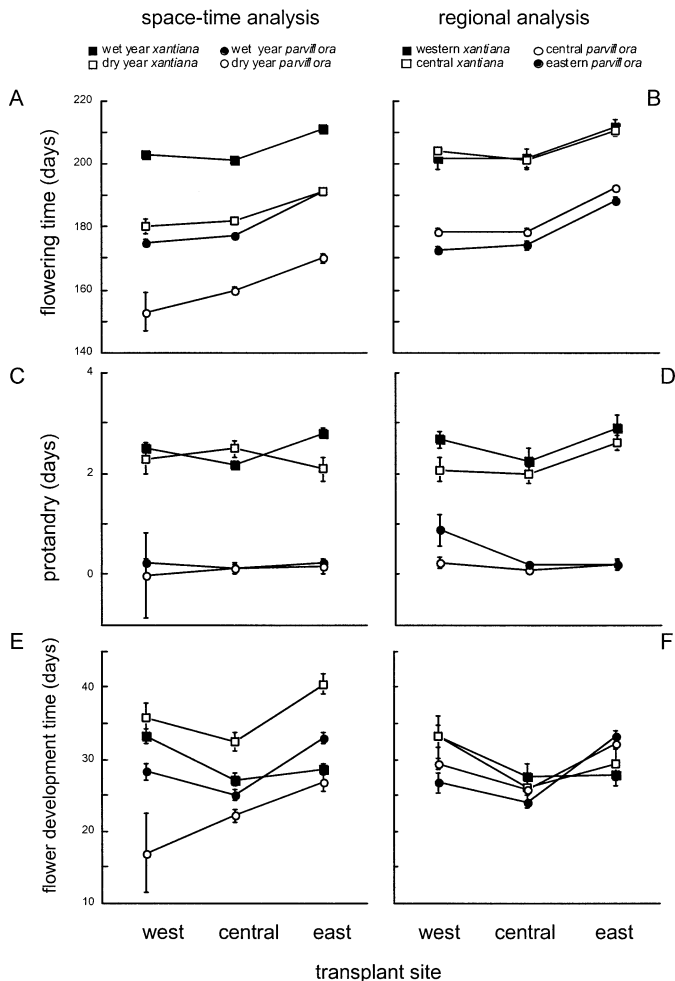 space-time analysis
regional analysis
wet year xantiana wet year parviflora
dry year xantiana dry year parviflora
western xantiana central parviflora
central xantiana eastern parviflora
A
B
flowering time (days)
220
200
180
160
140
C
D
protandry (days)
4
2
0
E
F
flower development time (days)
40
30
20
10
west central east
west central east
transplant site